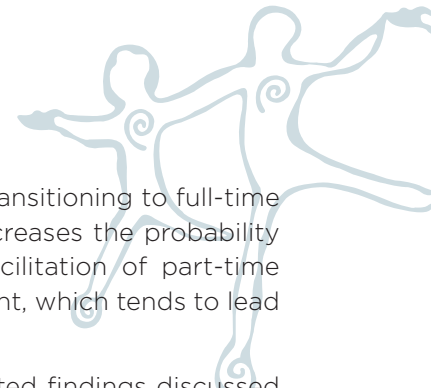 ansitioning to full-time
creases the probability
cilitation of part-time
nt, which tends to lead
ted findings discussed